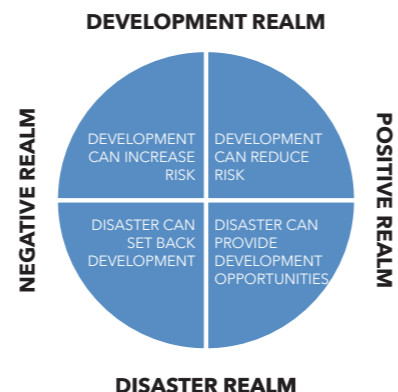 DEVELOPMENT REALM
NEGATIVE REALM
DEVELOPMENT
CAN INCREASE
RISK
DEVELOPMENT
CAN REDUCE
RISK
POSITIVE REALM
DISASTER CAN
SET BACK
DEVELOPMENT
DISASTER CAN
PROVIDE
DEVELOPMENT
OPPORTUNITIES
DISASTER REALM